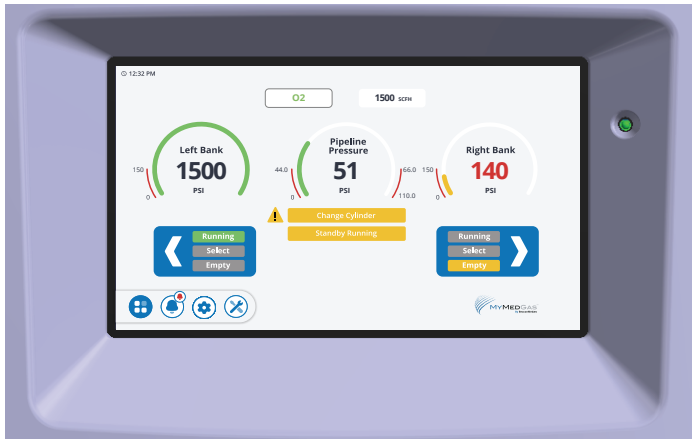 12:32 PM
O2
1500 SCFH
Left Bank
1500
PSI
150
0
Pipeline
Pressure
51
PSI
44.0
0
66.0
110.0
Right Bank
140
PSI
150
0
Change Cylinder
Standby Running
Running
Select
Empty
Running
Select
Empty
MYMEDGAS